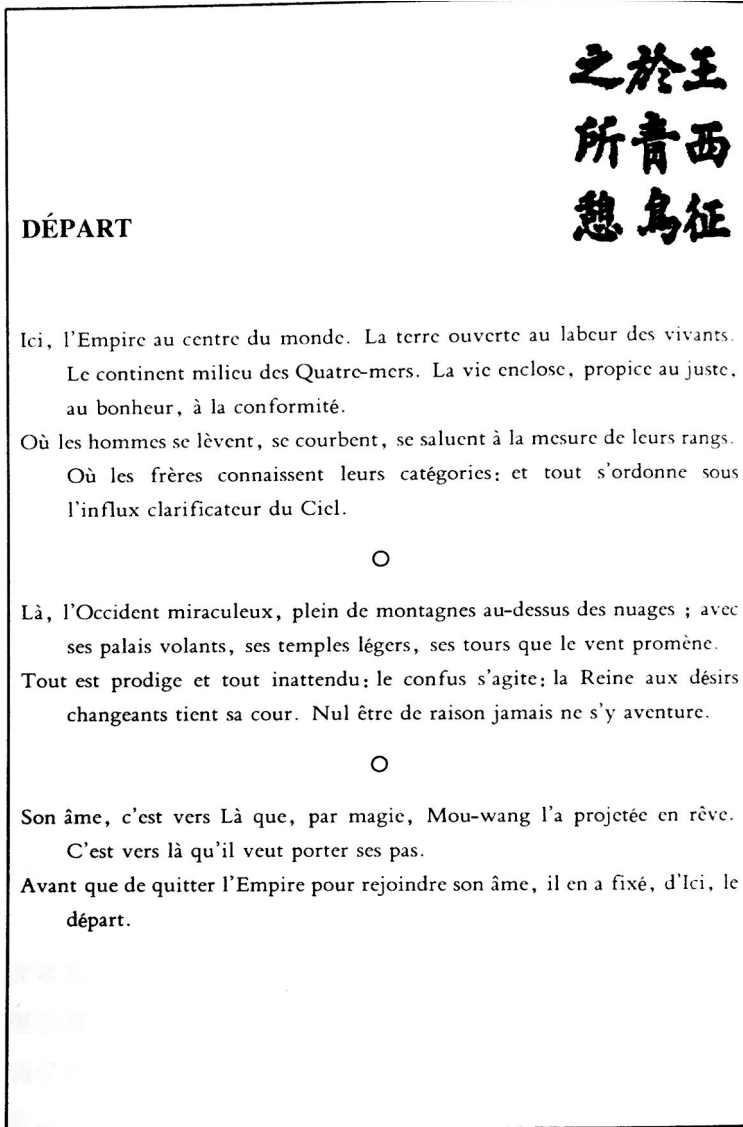 王西征
於青鳥
之所憩
DÉPART
Ici, l'Empire au centre du monde. La terre ouverte au labeur des vivants.
Le continent milieu des Quatre-mers. La vie enclose, propice au juste,
au bonheur, à la conformité.
Où les hommes se lèvent, se courbent, se saluent à la mesure de leurs rangs.
Où les frères connaissent leurs catégories: et tout s'ordonne sous
l'influx clarificateur du Ciel.
O
Là, l'Occident miraculeux, plein de montagnes au-dessus des nuages ; avec
ses palais volants, ses temples légers, ses tours que le vent promène.
Tout est prodige et tout inattendu: le confus s'agite: la Reine aux désirs
changeants tient sa cour. Nul être de raison jamais ne s'y aventure.
O
Son âme, c'est vers Là que, par magie, Mou-wang l'a projetée en rêve.
C'est vers là qu'il veut porter ses pas.
Avant que de quitter l'Empire pour rejoindre son âme, il en a fixé, d'Ici, le
départ.